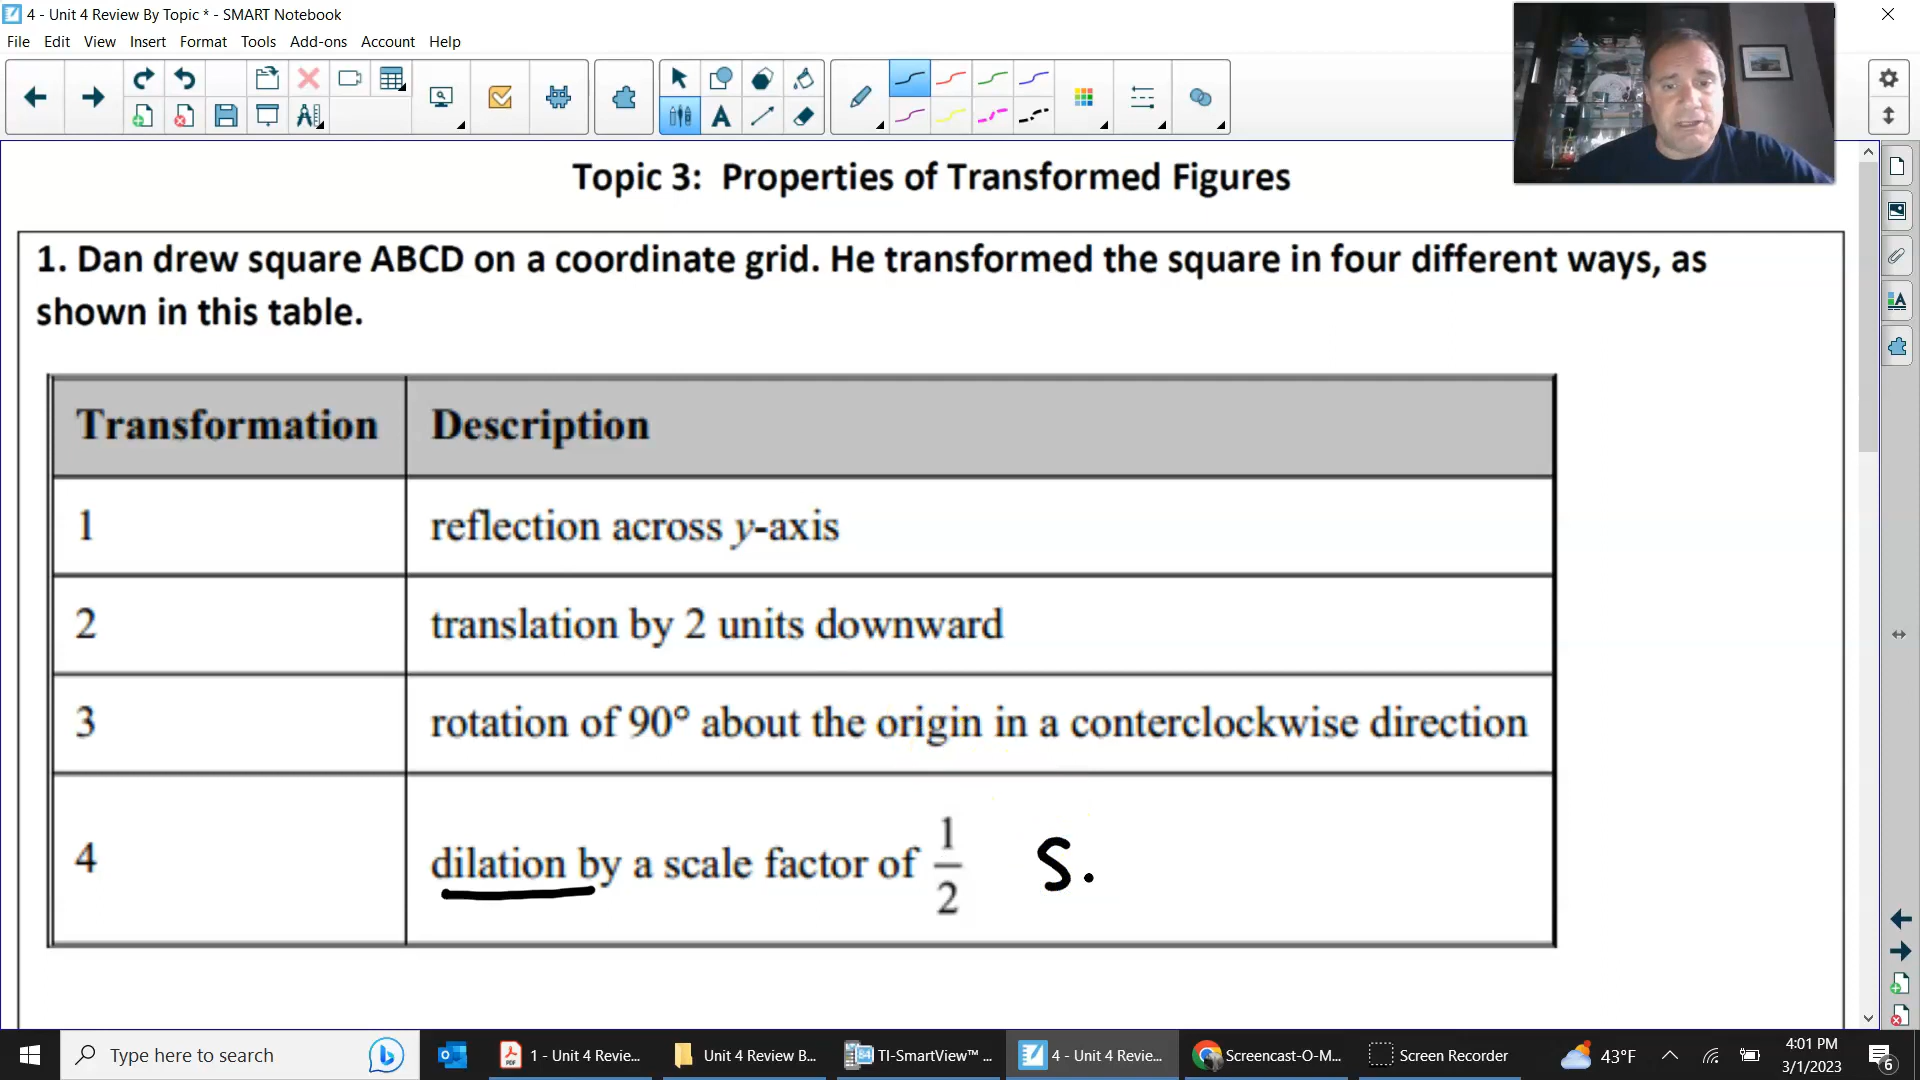 4 - Unit 4 Review By Topic * - SMART Notebook
File Edit View Insert Format Tools Add-ons Account Help
Topic 3: Properties of Transformed Figures
1. Dan drew square ABCD on a coordinate grid. He transformed the square in four different ways, as
shown in this table.
Transformation Description
1 reflection across y-axis
2 translation by 2 units downward
3 rotation of 90° about the origin in a conterclockwise direction
4 dilation by a scale factor of 1/2 S.
Type here to search
1 - Unit 4 Revie...
Unit 4 Review B...
TI-SmartView™ ...
4 - Unit 4 Revie...
Screencast-O-M...
Screen Recorder
43°F
4:01 PM
3/1/2023
6